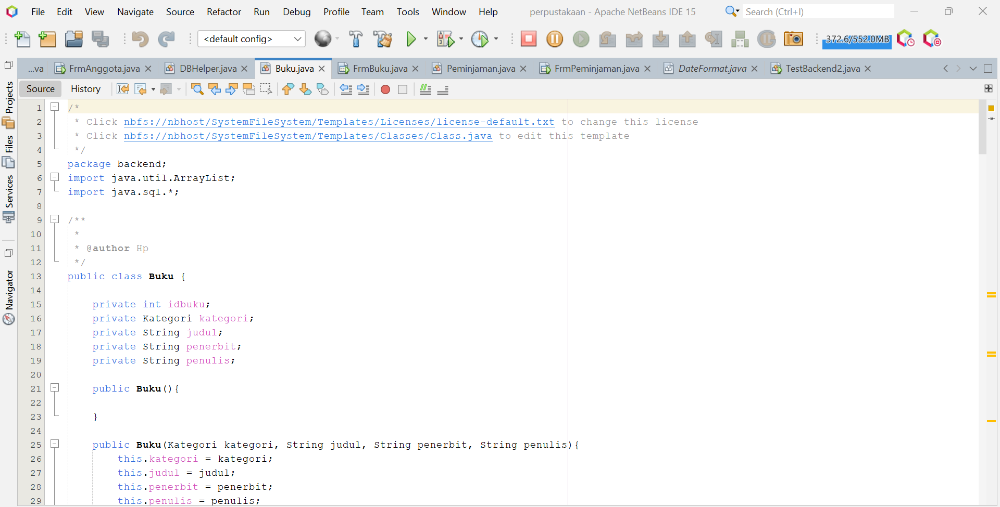 File Edit View Navigate Source Refactor Run Debug Profile Team Tools Window Help perpustakaan - Apache NetBeans IDE 15 Search (Ctrl+I)
<default config> 372.6/552.0MB
...va FrmAnggota.java DBHelper.java Buku.java FrmBuku.java Peminjaman.java FrmPeminjaman.java DateFormat.java TestBackend2.java
Source History
Projects
Files
Services
Navigator
1 /*
2 * Click nbfs://nbhost/SystemFileSystem/Templates/Licenses/license-default.txt to change this license
3 * Click nbfs://nbhost/SystemFileSystem/Templates/Classes/Class.java to edit this template
4 */
5 package backend;
6 import java.util.ArrayList;
7 import java.sql.*;
8
9 /**
10 *
11 * @author Hp
12 */
13 public class Buku {
14
15 private int idbuku;
16 private Kategori kategori;
17 private String judul;
18 private String penerbit;
19 private String penulis;
20
21 public Buku(){
22
23 }
24
25 public Buku(Kategori kategori, String judul, String penerbit, String penulis){
26 this.kategori = kategori;
27 this.judul = judul;
28 this.penerbit = penerbit;
29 this.penulis = penulis;